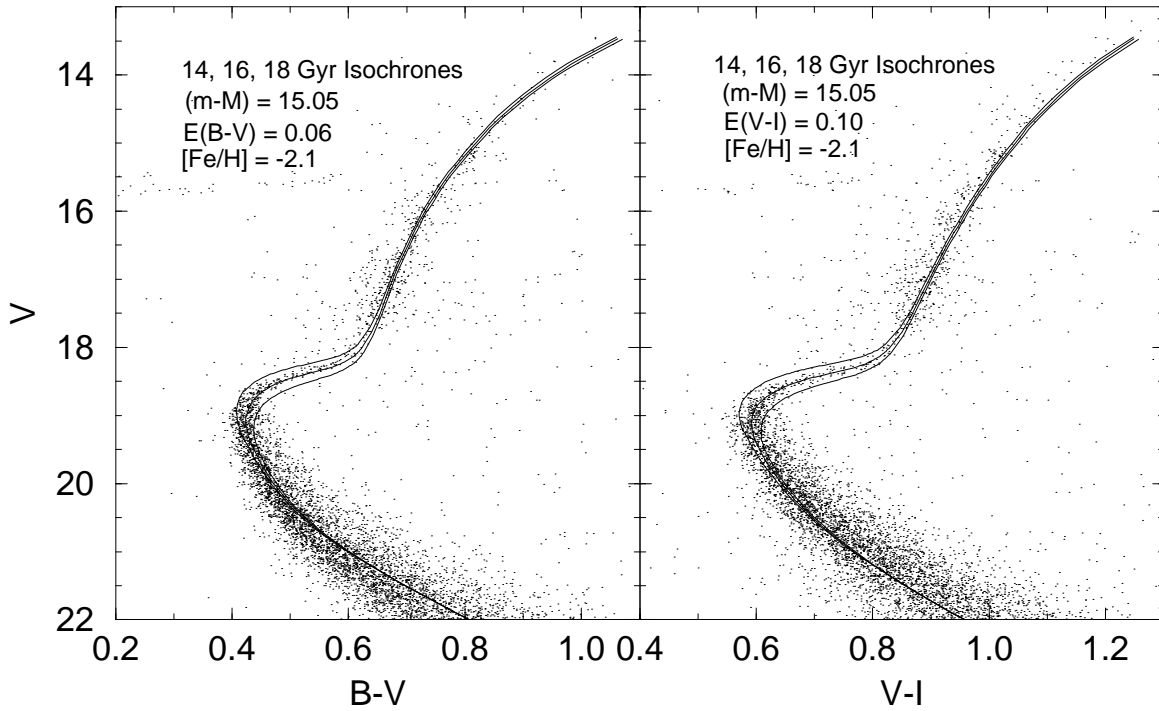 14, 16, 18 Gyr Isochrones
(m-M) = 15.05
E(B-V) = 0.06
[Fe/H] = -2.1
14, 16, 18 Gyr Isochrones
(m-M) = 15.05
E(V-I) = 0.10
[Fe/H] = -2.1
14
16
18
20
22
V
0.2 0.4 0.6 0.8 1.0 0.4 0.6 0.8 1.0 1.2
B-V V-I